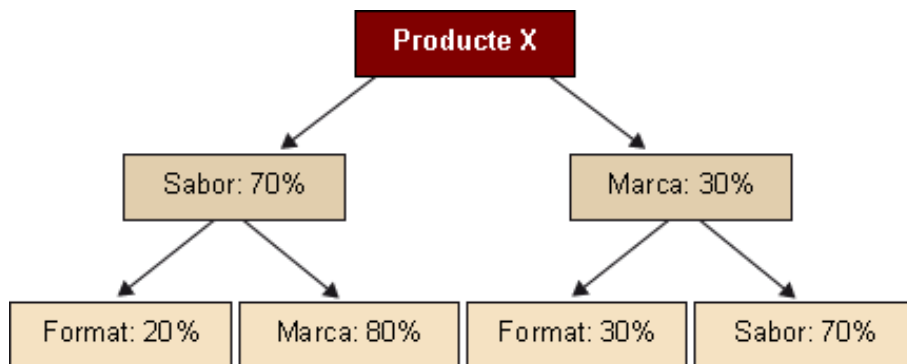 Producte X
Sabor: 70%
Marca: 30%
Format: 20%
Marca: 80%
Format: 30%
Sabor: 70%